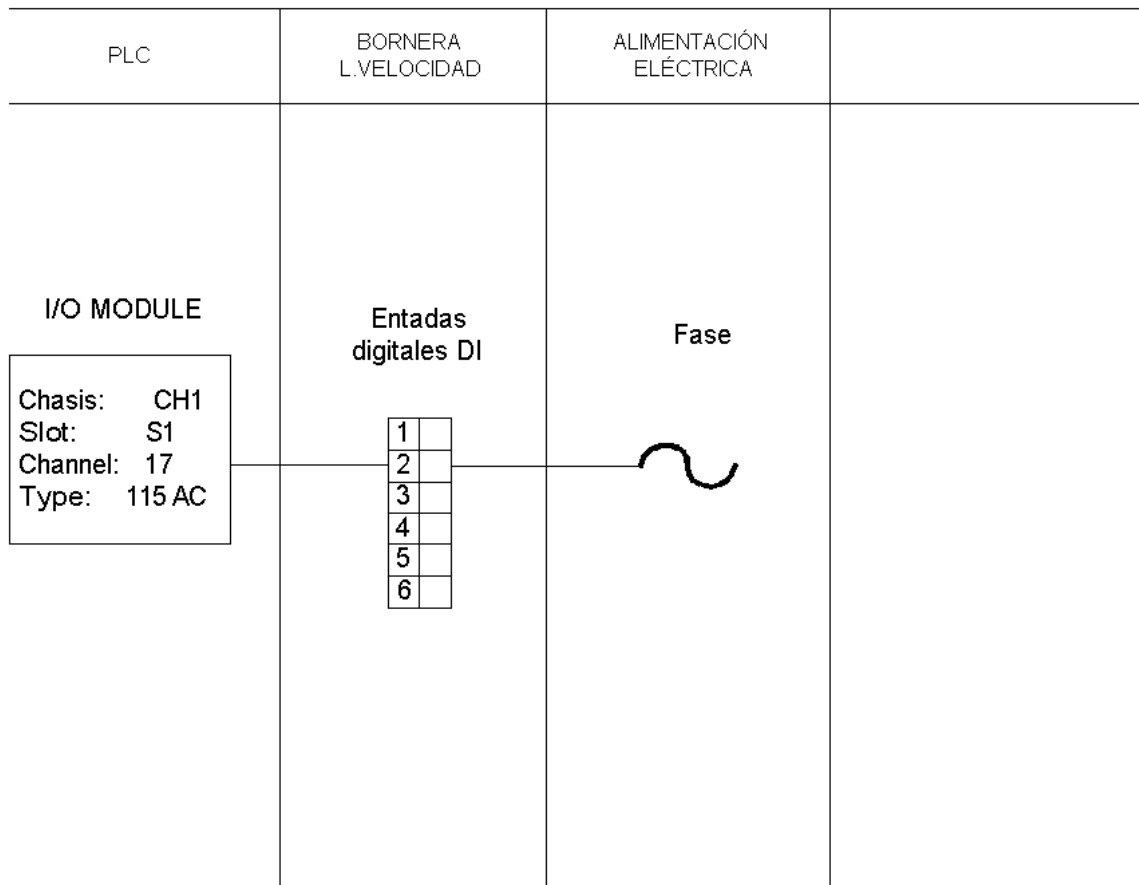 PLC
BORNERA
L.VELOCIDAD
ALIMENTACIÓN
ELÉCTRICA
I/O MODULE
Chasis: CH1
Slot: S1
Channel: 17
Type: 115 AC
Entadas
digitales DI
1
2
3
4
5
6
Fase